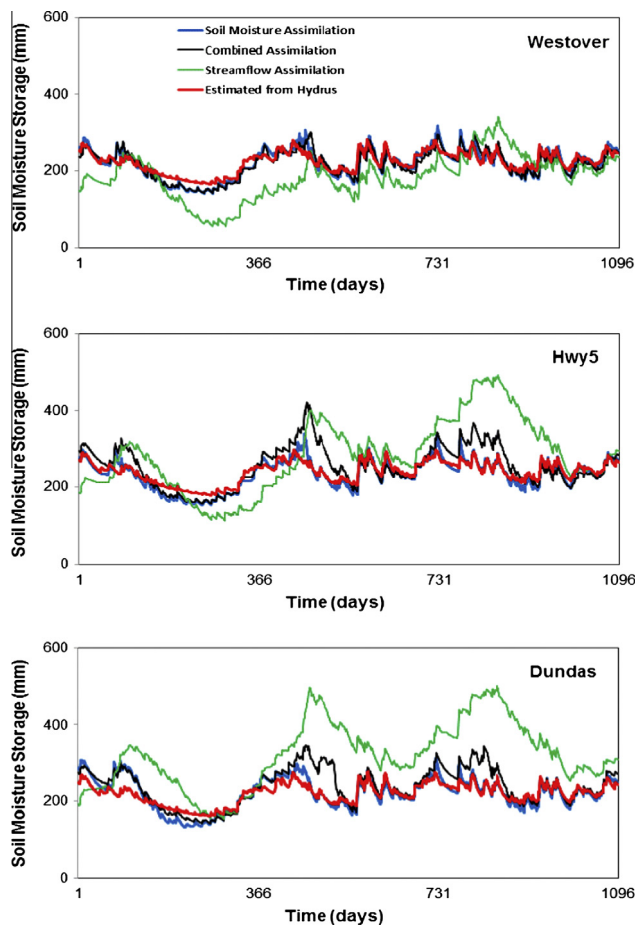 600
Soil Moisture Assimilation
Combined Assimilation
Streamflow Assimilation
Estimated from Hydrus
Westover
Soil Moisture Storage (mm)
400
200
0
1
366
731
1096
Time (days)
600
Hwy5
Soil Moisture Storage (mm)
400
200
0
1
366
731
1096
Time (days)
600
Dundas
Soil Moisture Storage (mm)
400
200
0
1
366
731
1096
Time (days)